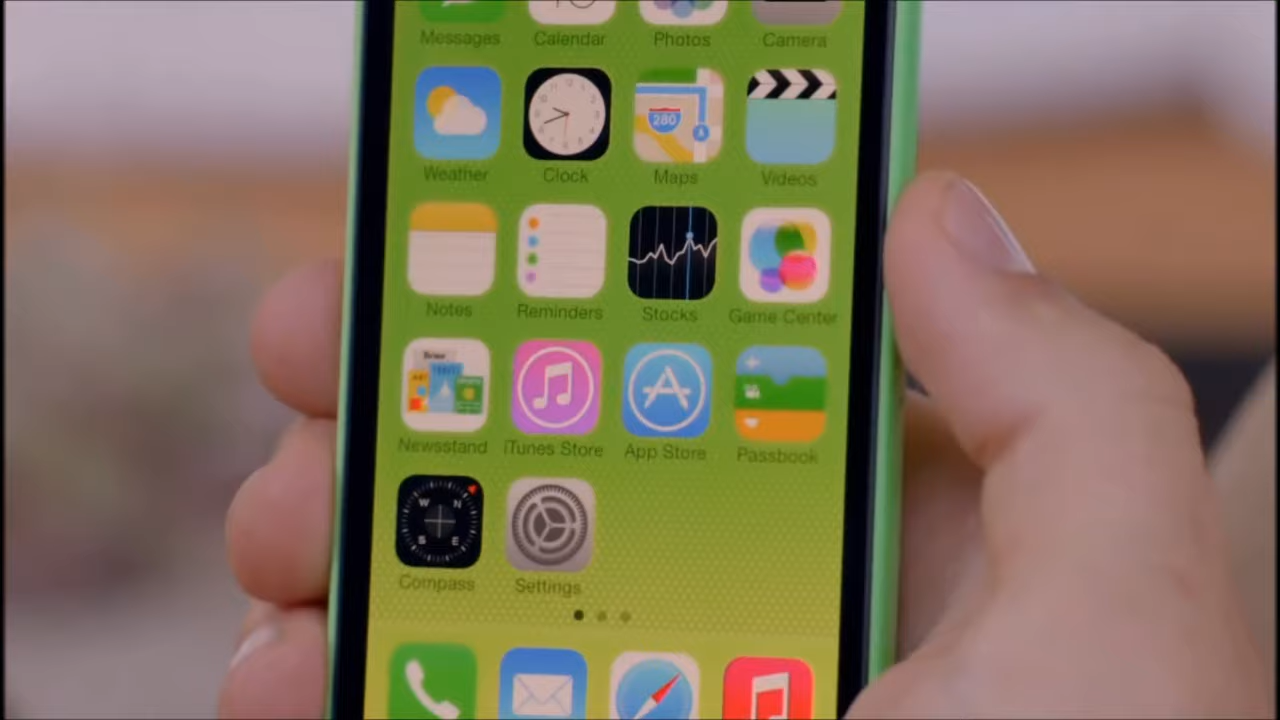 Messages Calendar Photos Camera
280
Weather Clock Maps Videos
Notes Reminders Stocks Game Center
Newsstand iTunes Store App Store Passbook
W N
S E
Compass Settings